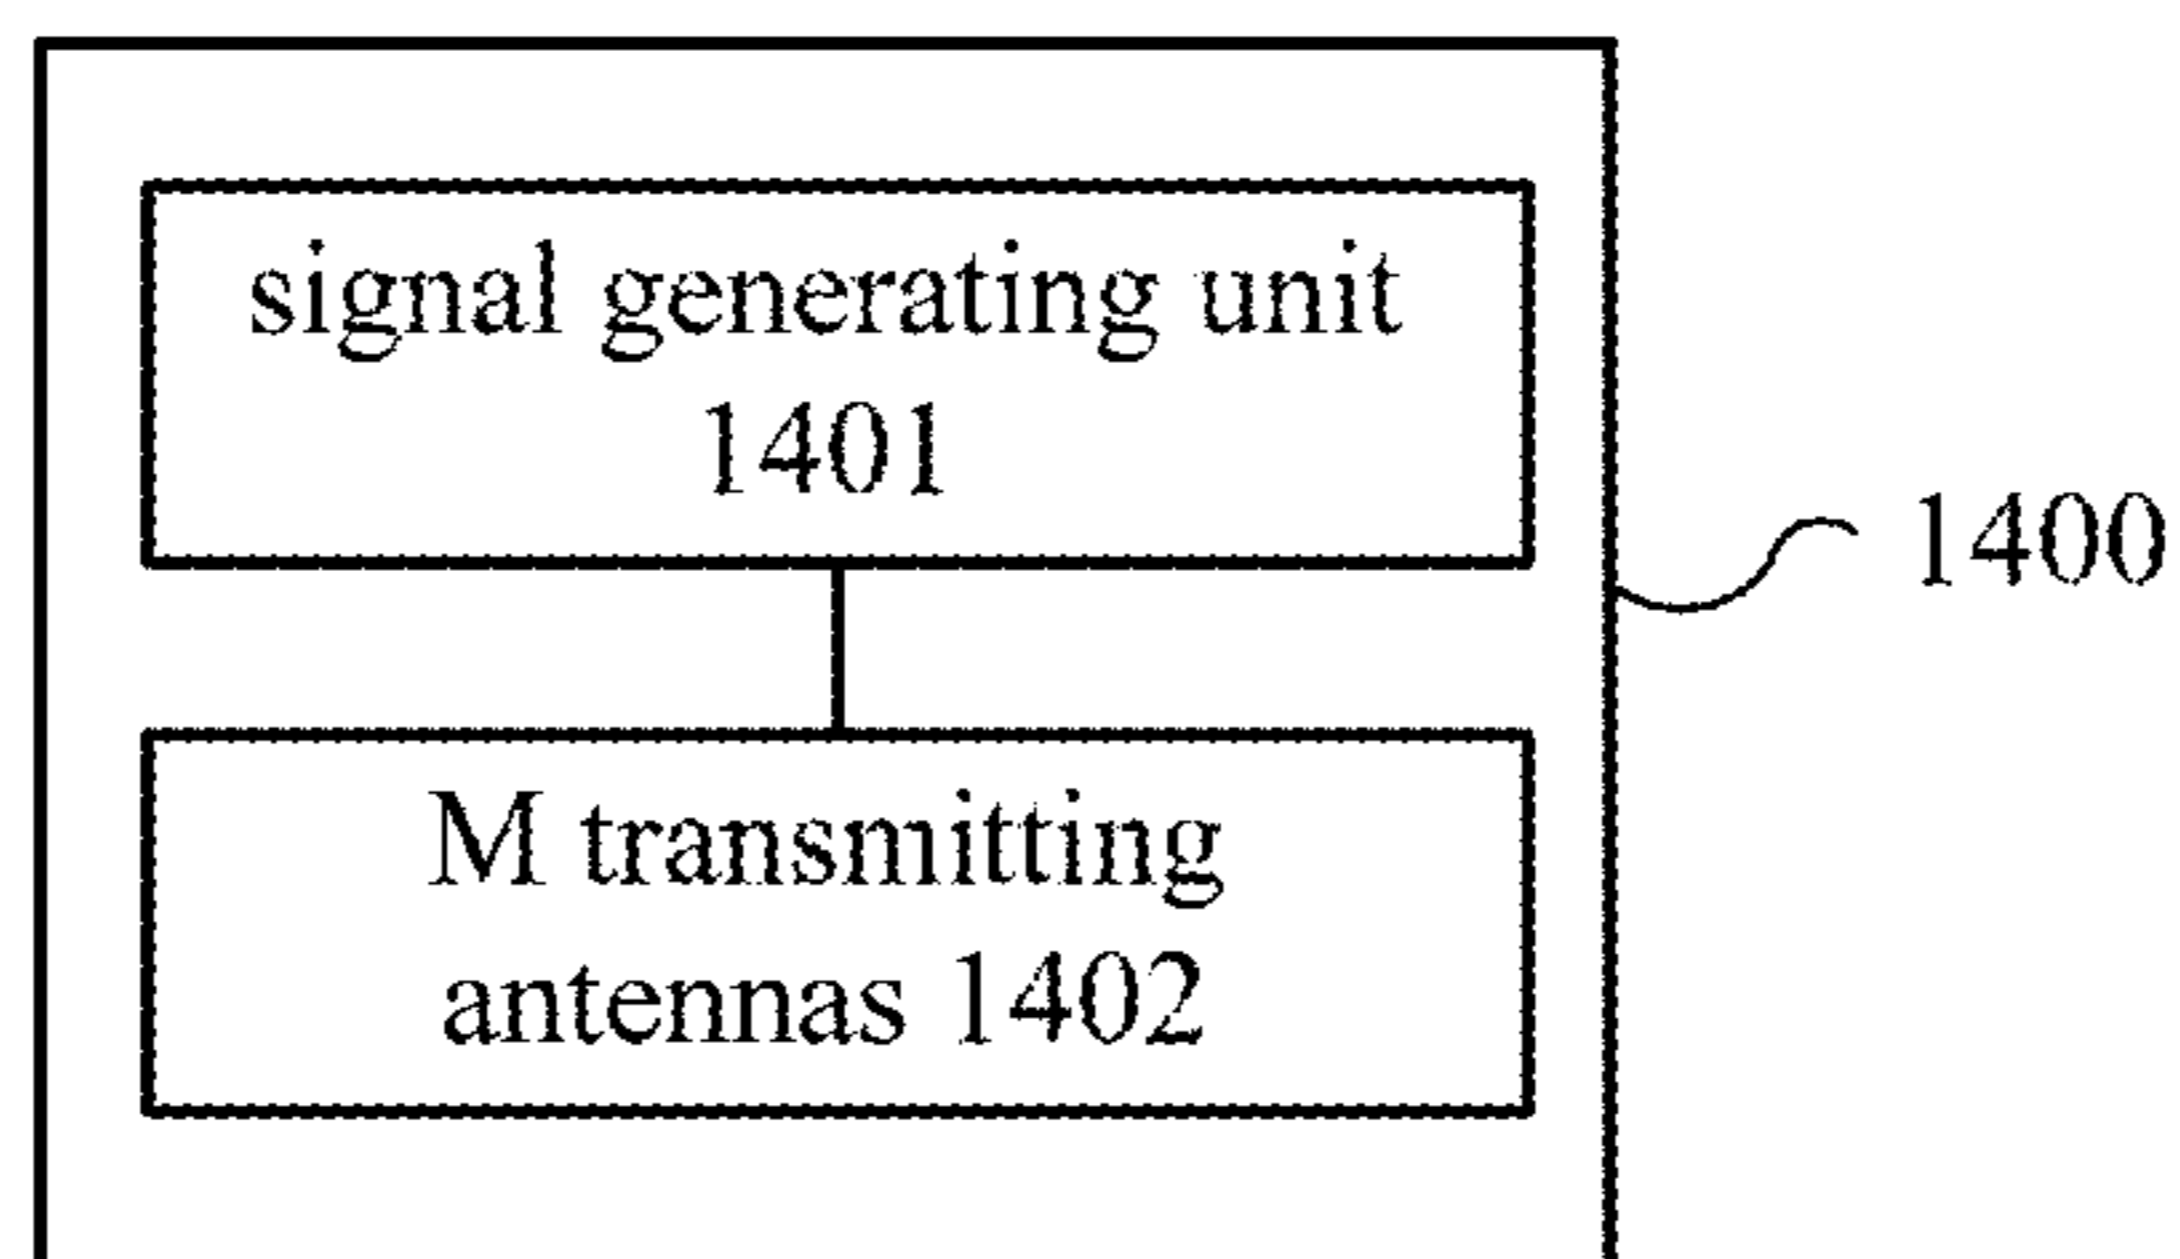 signal generating unit
1401
1400
M transmitting
antennas 1402